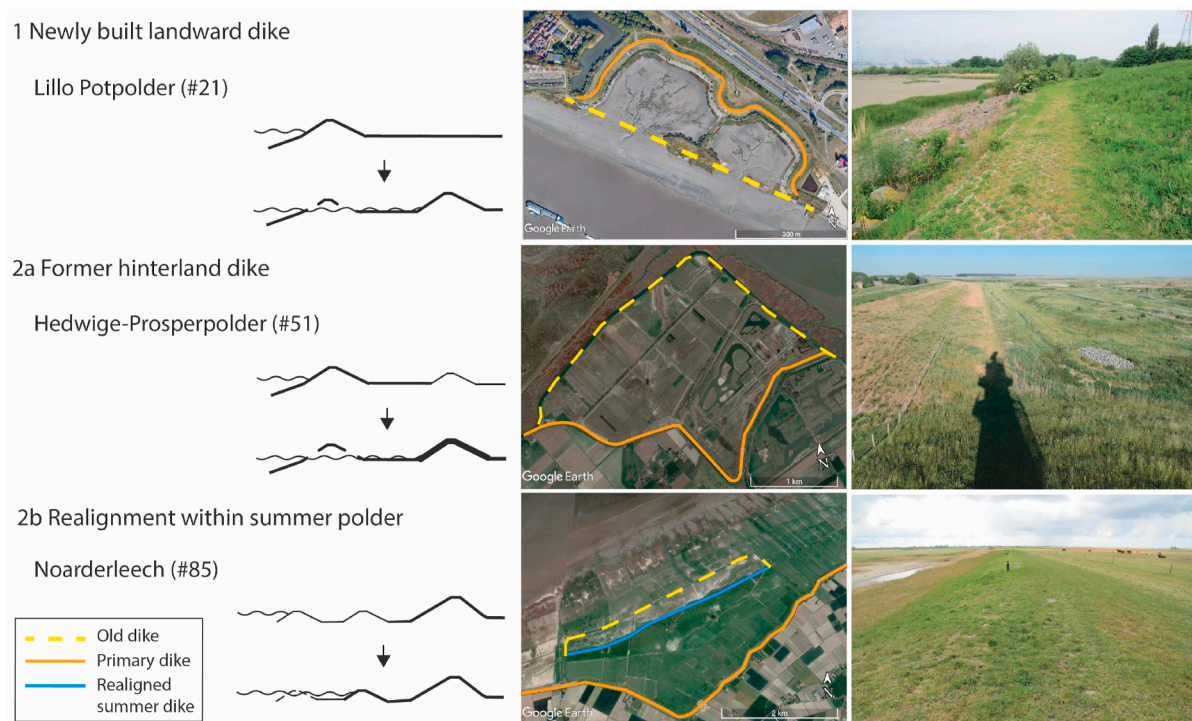 1 Newly built landward dike
Lillo Potpolder (#21)
Google Earth
300 m
N
2a Former hinterland dike
Hedwige-Prosperpolder (#51)
Google Earth
1 km
N
2b Realignment within summer polder
Noarderleech (#85)
Old dike
Primary dike
Realigned
summer dike
Google Earth
2 km
N